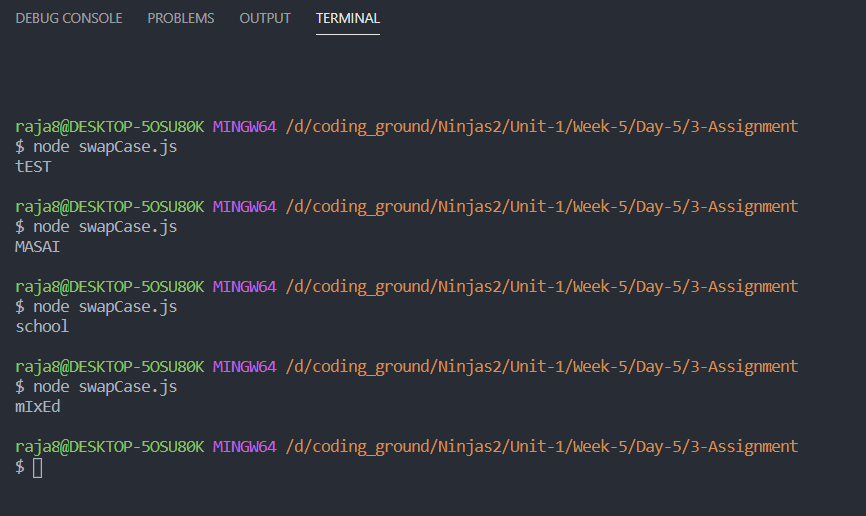 DEBUG CONSOLE PROBLEMS OUTPUT TERMINAL
raja8@DESKTOP-5OSU80K MINGW64 /d/coding_ground/Ninjas2/Unit-1/Week-5/Day-5/3-Assignment
$ node swapCase.js
tEST
raja8@DESKTOP-5OSU80K MINGW64 /d/coding_ground/Ninjas2/Unit-1/Week-5/Day-5/3-Assignment
$ node swapCase.js
MASAI
raja8@DESKTOP-5OSU80K MINGW64 /d/coding_ground/Ninjas2/Unit-1/Week-5/Day-5/3-Assignment
$ node swapCase.js
school
raja8@DESKTOP-5OSU80K MINGW64 /d/coding_ground/Ninjas2/Unit-1/Week-5/Day-5/3-Assignment
$ node swapCase.js
mIxEd
raja8@DESKTOP-5OSU80K MINGW64 /d/coding_ground/Ninjas2/Unit-1/Week-5/Day-5/3-Assignment
$